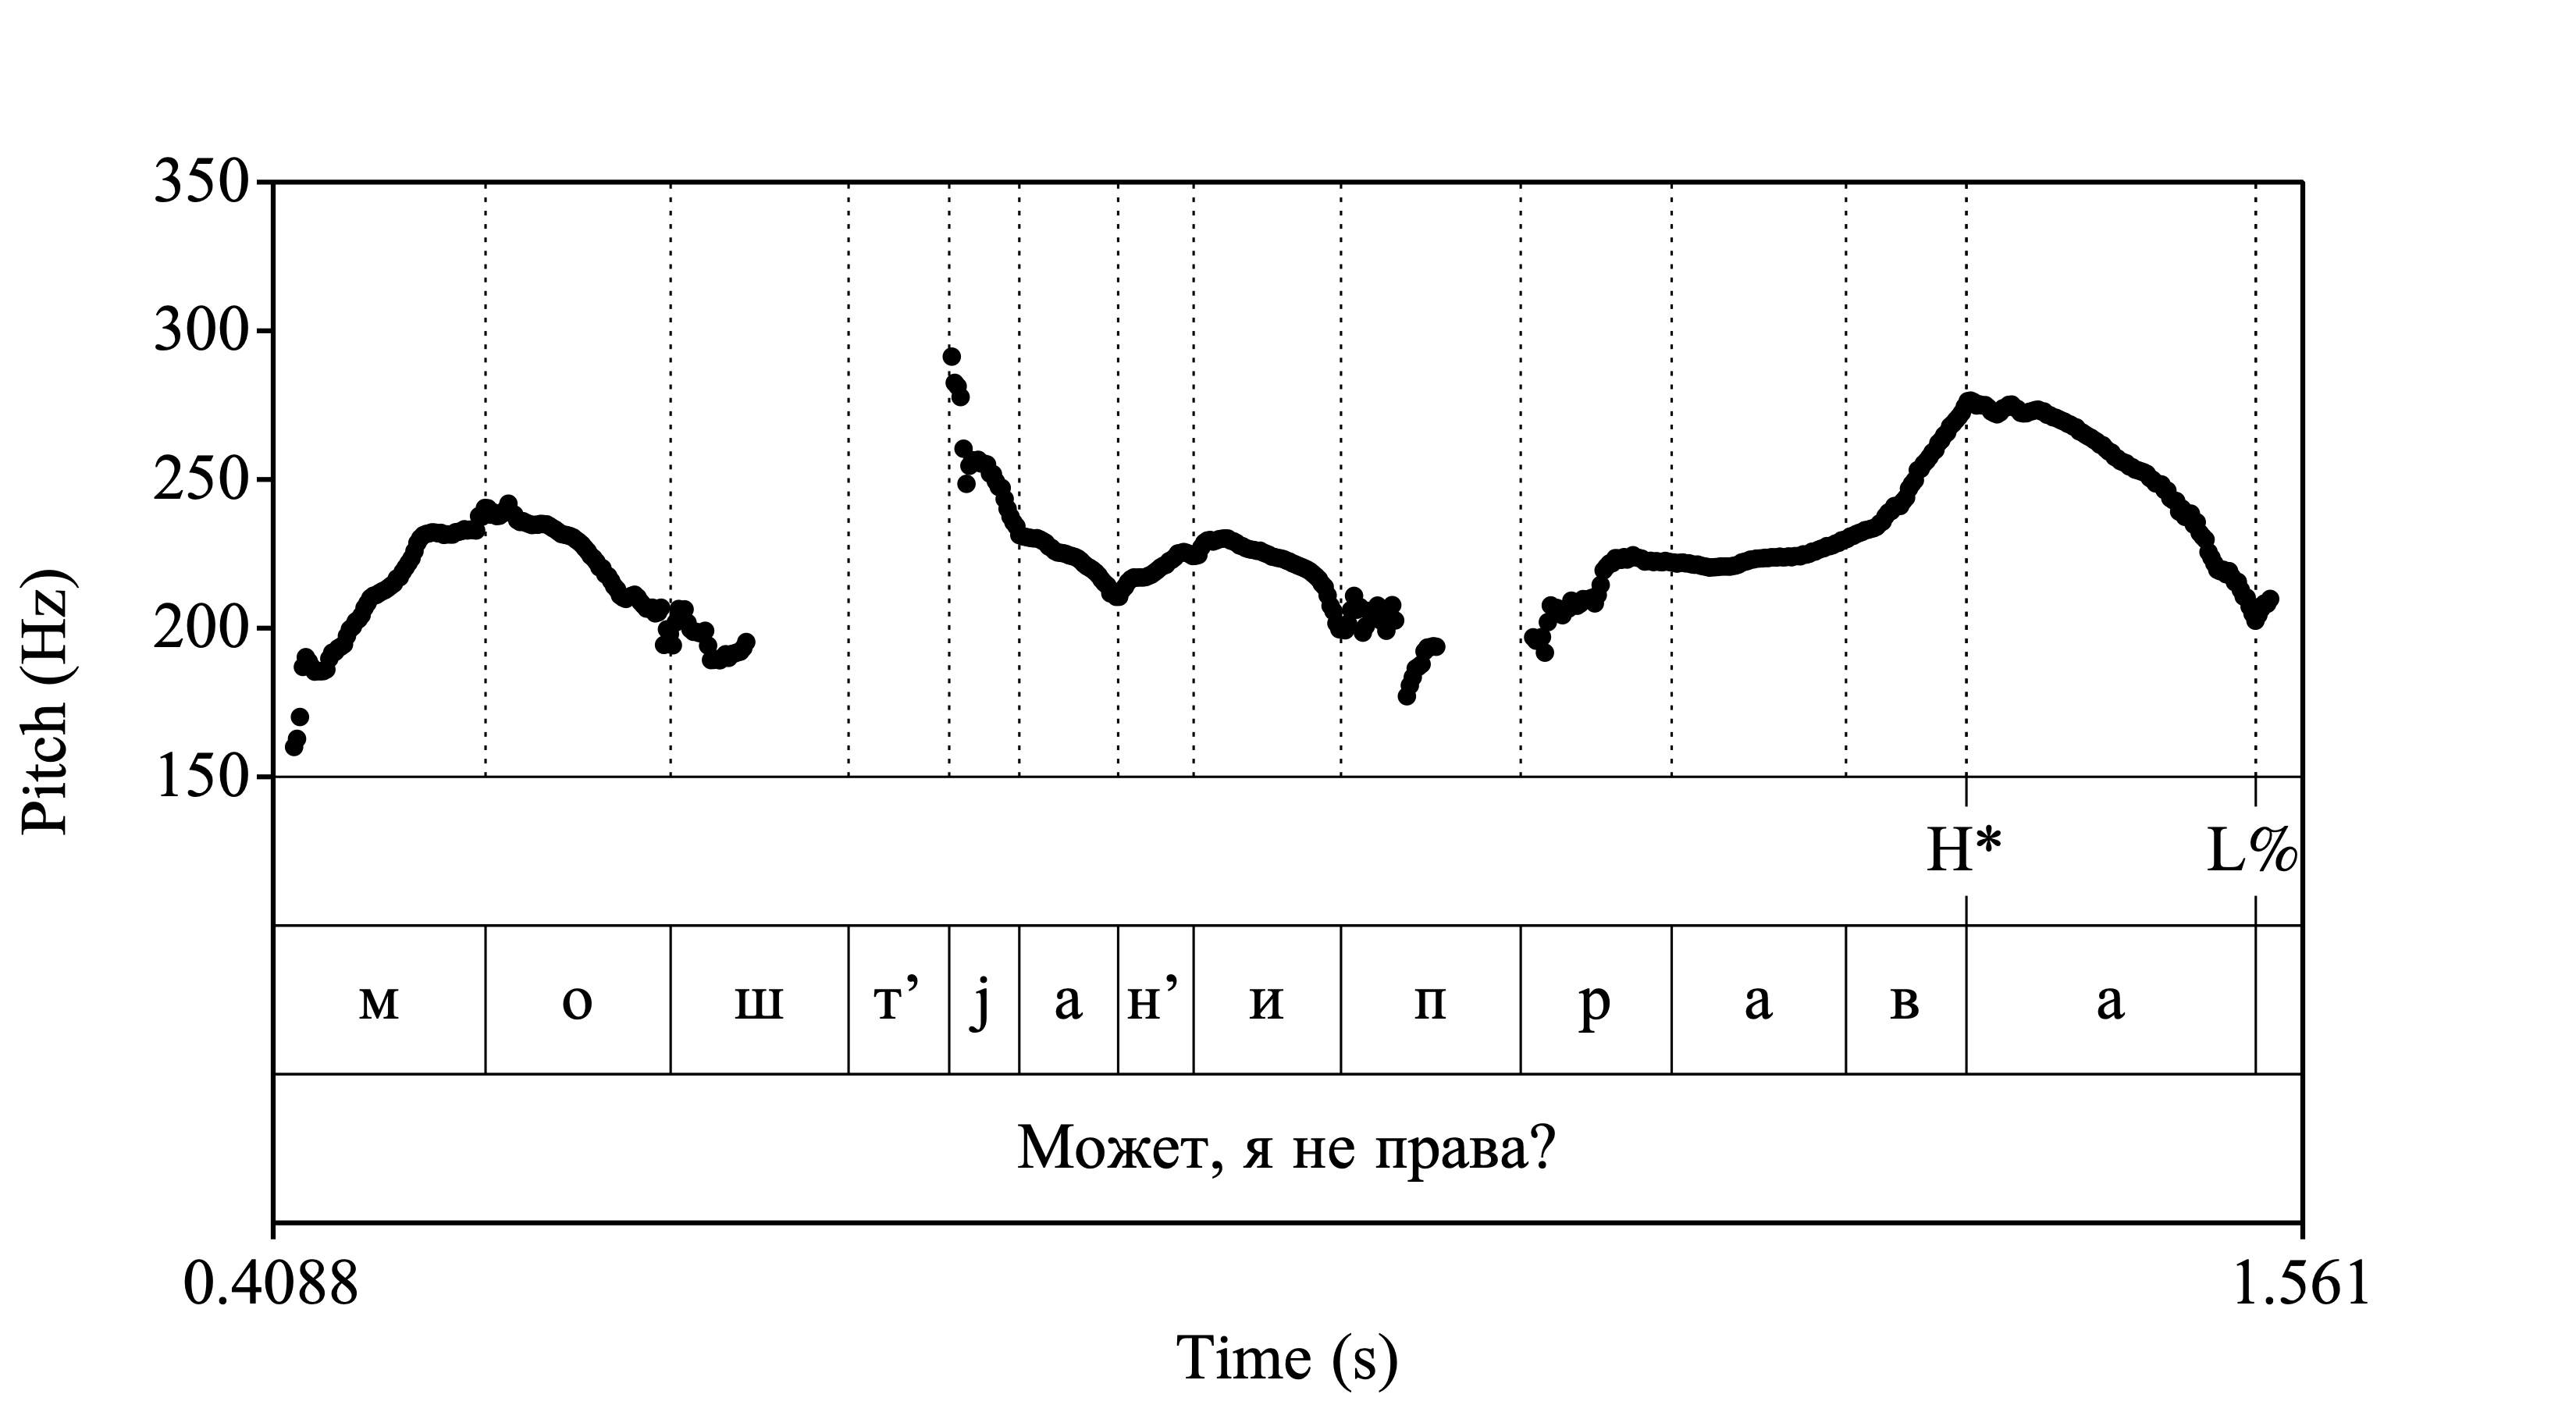 350
300
250
200
150
Pitch (Hz)
H* L%
м о ш т’ j а н’ и п р а в а
Может, я не права?
0.4088 1.561
Time (s)